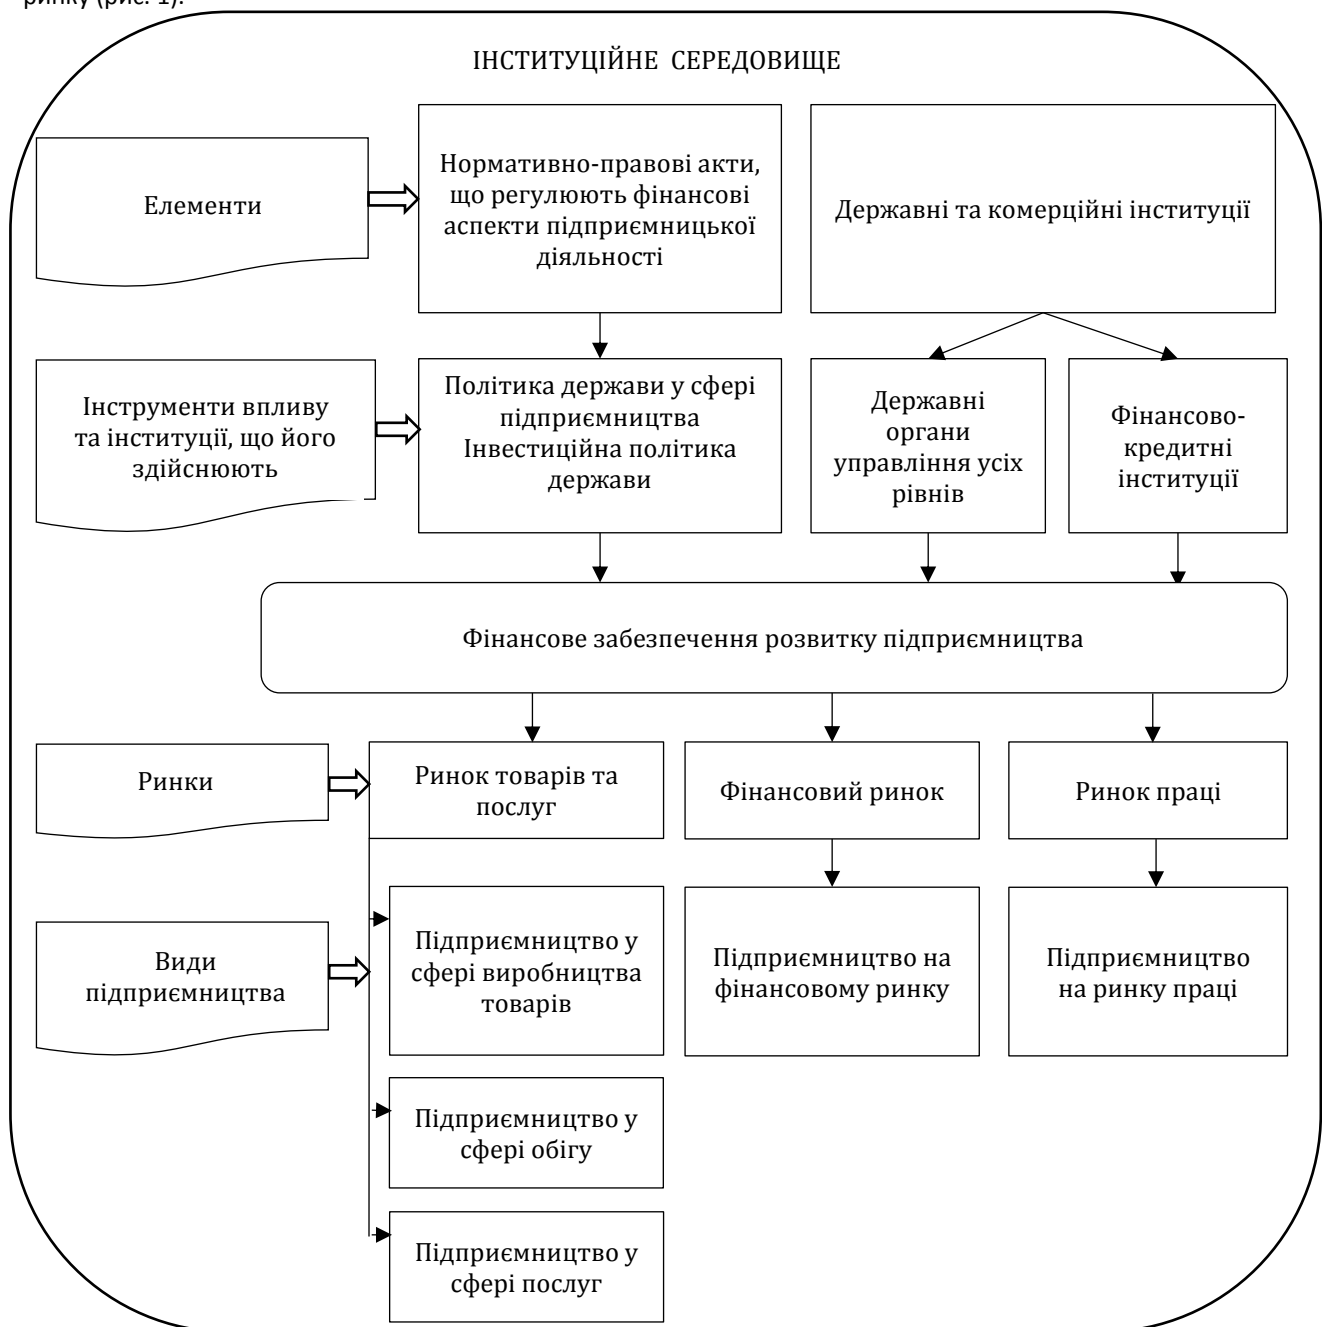 ринку (рис. 1).
ІНСТИТУЦІЙНЕ СЕРЕДОВИЩЕ
Елементи
Нормативно-правові акти,
що регулюють фінансові
аспекти підприємницької
діяльності
Державні та комерційні інституції
Інструменти впливу
та інституції, що його
здійснюють
Політика держави у сфері
підприємництва
Інвестиційна політика
держави
Державні
органи
управління усіх
рівнів
Фінансово-
кредитні
інституції
Фінансове забезпечення розвитку підприємництва
Ринки
Ринок товарів та
послуг
Фінансовий ринок
Ринок праці
Види
підприємництва
Підприємництво у
сфері виробництва
товарів
Підприємництво на
фінансовому ринку
Підприємництво
на ринку праці
Підприємництво у
сфері обігу
Підприємництво у
сфері послуг